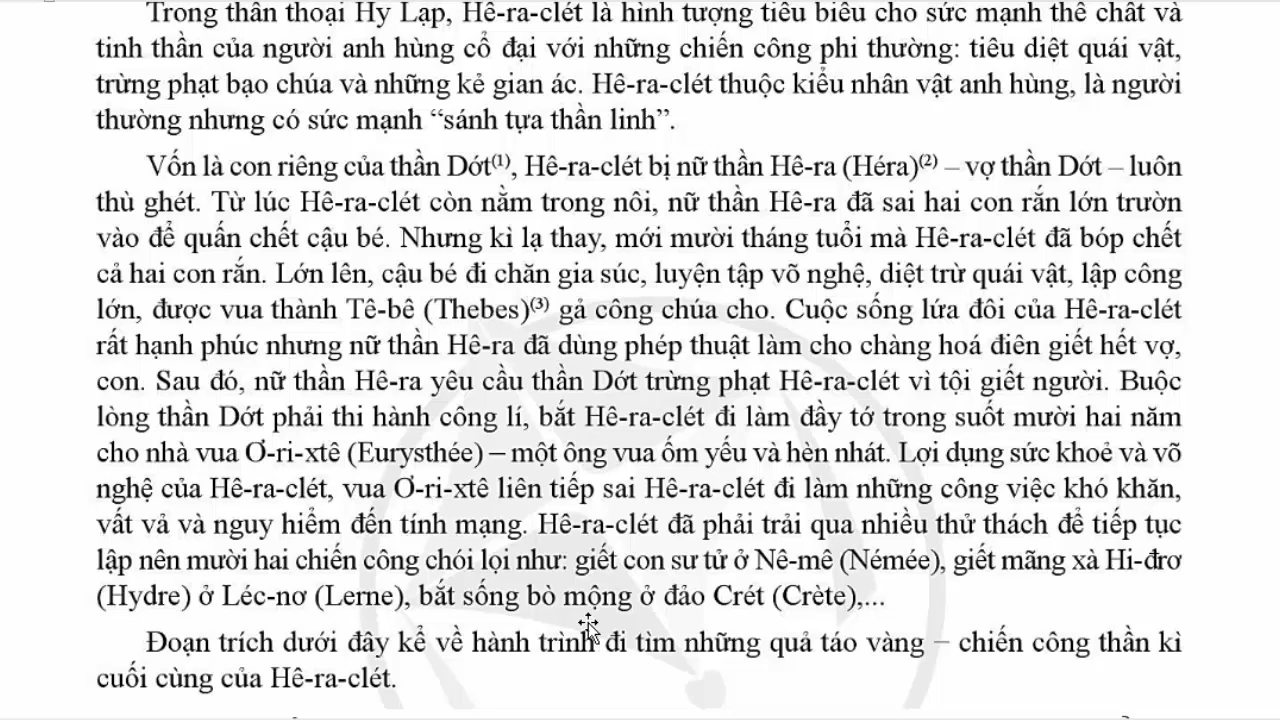 Trong thần thoại Hy Lạp, Hê-ra-clét là hình tượng tiêu biểu cho sức mạnh thể chất và
tinh thần của người anh hùng cổ đại với những chiến công phi thường: tiêu diệt quái vật,
trừng phạt bạo chúa và những kẻ gian ác. Hê-ra-clét thuộc kiểu nhân vật anh hùng, là người
thường nhưng có sức mạnh “sánh tựa thần linh”.
Vốn là con riêng của thần Dớt⁽¹⁾, Hê-ra-clét bị nữ thần Hê-ra (Héra)⁽²⁾ – vợ thần Dớt – luôn
thù ghét. Từ lúc Hê-ra-clét còn nằm trong nôi, nữ thần Hê-ra đã sai hai con rắn lớn trườn
vào để quấn chết cậu bé. Nhưng kì lạ thay, mới mười tháng tuổi mà Hê-ra-clét đã bóp chết
cả hai con rắn. Lớn lên, cậu bé đi chăn gia súc, luyện tập võ nghệ, diệt trừ quái vật, lập công
lớn, được vua thành Tê-bê (Thebes)⁽³⁾ gả công chúa cho. Cuộc sống lứa đôi của Hê-ra-clét
rất hạnh phúc nhưng nữ thần Hê-ra đã dùng phép thuật làm cho chàng hoá điên giết hết vợ,
con. Sau đó, nữ thần Hê-ra yêu cầu thần Dớt trừng phạt Hê-ra-clét vì tội giết người. Buộc
lòng thần Dớt phải thi hành công lí, bắt Hê-ra-clét đi làm đầy tớ trong suốt mười hai năm
cho nhà vua Ơ-ri-xtê (Eurysthée) – một ông vua ốm yếu và hèn nhát. Lợi dụng sức khoẻ và võ
nghệ của Hê-ra-clét, vua Ơ-ri-xtê liên tiếp sai Hê-ra-clét đi làm những công việc khó khăn,
vất vả và nguy hiểm đến tính mạng. Hê-ra-clét đã phải trải qua nhiều thử thách để tiếp tục
lập nên mười hai chiến công chói lọi như: giết con sư tử ở Nê-mê (Némée), giết mãng xà Hi-đrơ
(Hydre) ở Léc-nơ (Lerne), bắt sống bò mộng ở đảo Crét (Crète),...
Đoạn trích dưới đây kể về hành trình đi tìm những quả táo vàng – chiến công thần kì
cuối cùng của Hê-ra-clét.